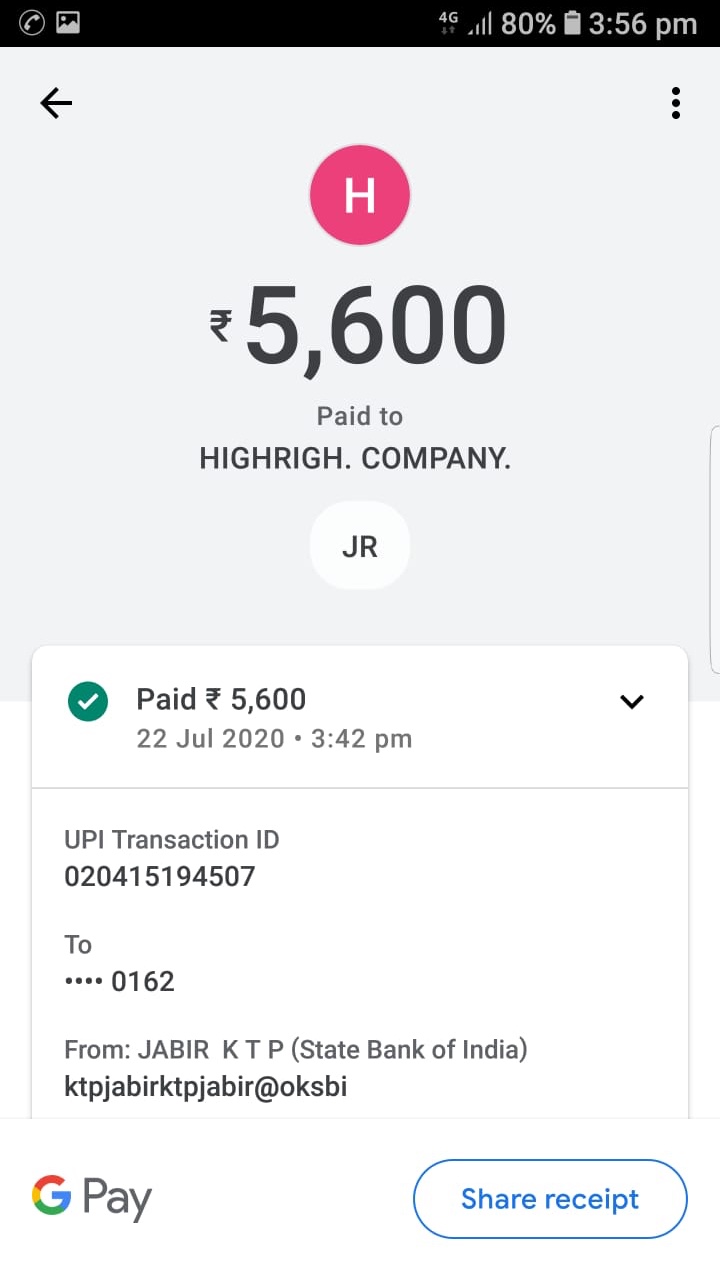 4G 80% 3:56 pm
H
₹5,600
Paid to
HIGHRIGH. COMPANY.
JR
Paid ₹ 5,600
22 Jul 2020 • 3:42 pm
UPI Transaction ID
020415194507
To
•••• 0162
From: JABIR  K T P (State Bank of India)
ktpjabirktpjabir@oksbi
G Pay
Share receipt